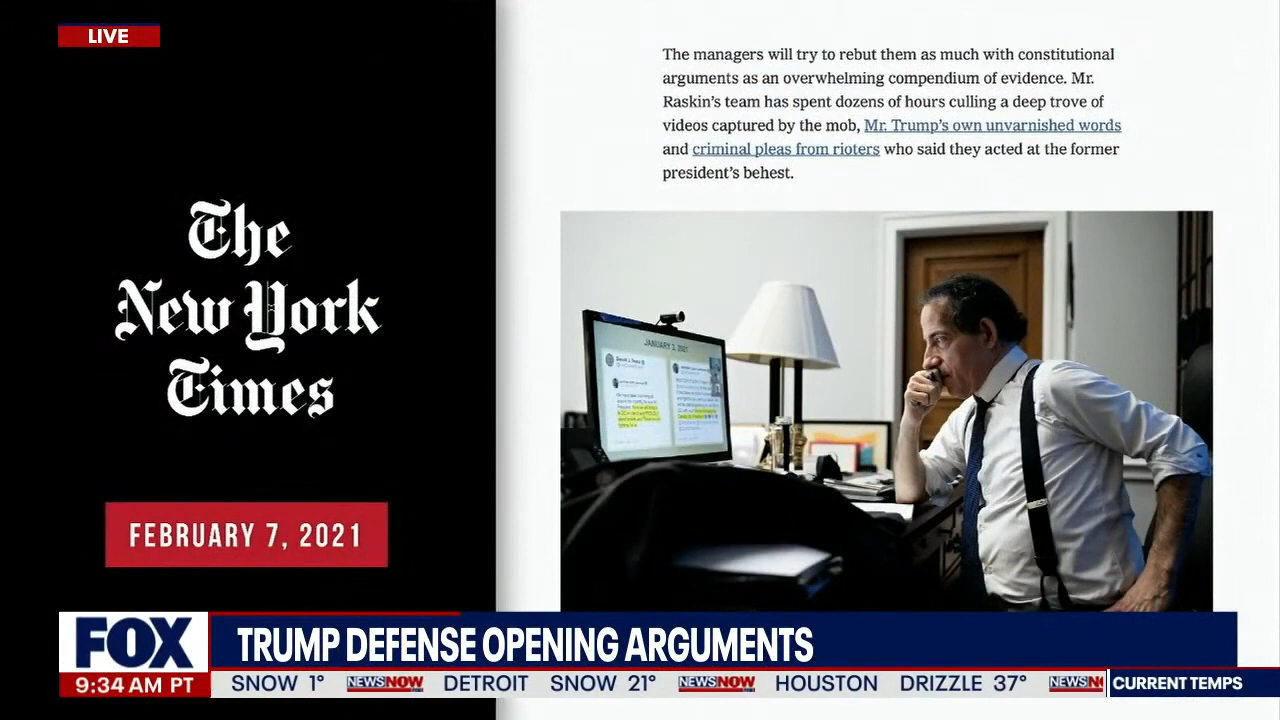 LIVE
The managers will try to rebut them as much with constitutional
arguments as an overwhelming compendium of evidence. Mr.
Raskin's team has spent dozens of hours culling a deep trove of
videos captured by the mob, Mr. Trump's own unvarnished words
and criminal pleas from rioters who said they acted at the former
president's behest.
The
New York
Times
FEBRUARY 7, 2021
JANUARY 3, 2021
FOX
TRUMP DEFENSE OPENING ARGUMENTS
9:34 AM PT
SNOW 1° NEWSNOW DETROIT SNOW 21° NEWSNOW HOUSTON DRIZZLE 37° CURRENT TEMPS